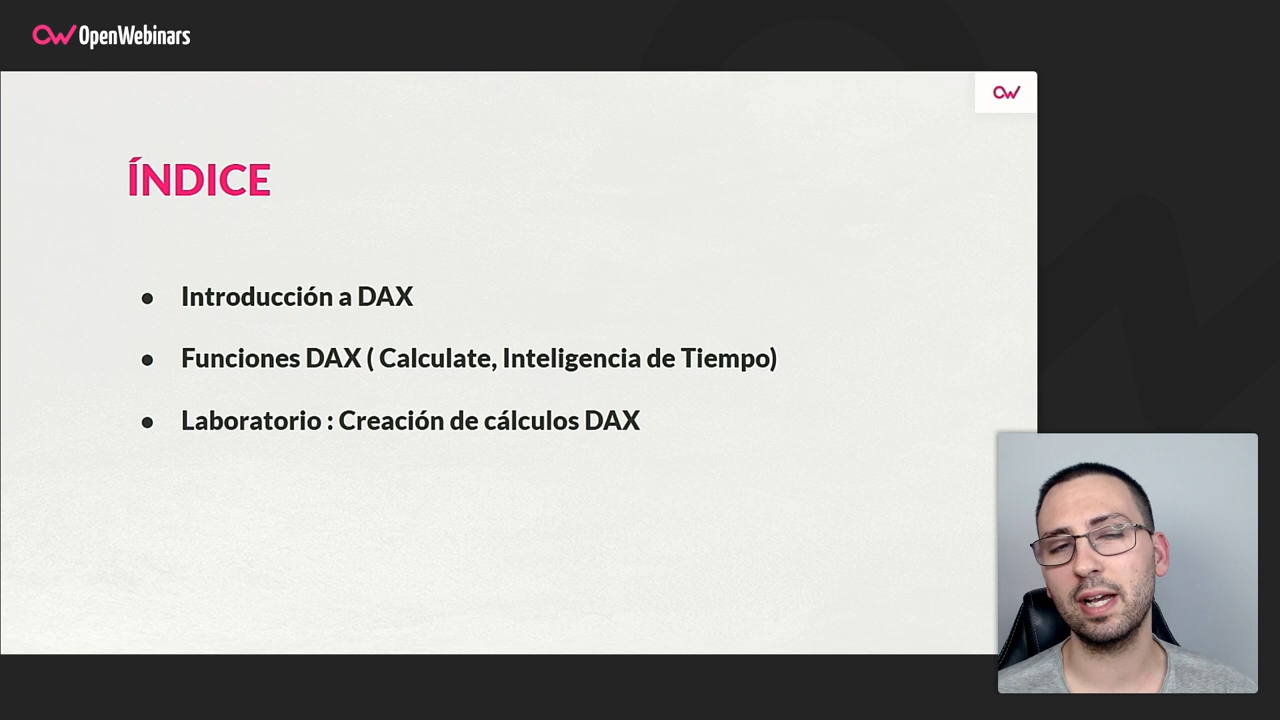 OpenWebinars
ÍNDICE
● Introducción a DAX
● Funciones DAX ( Calculate, Inteligencia de Tiempo)
● Laboratorio : Creación de cálculos DAX